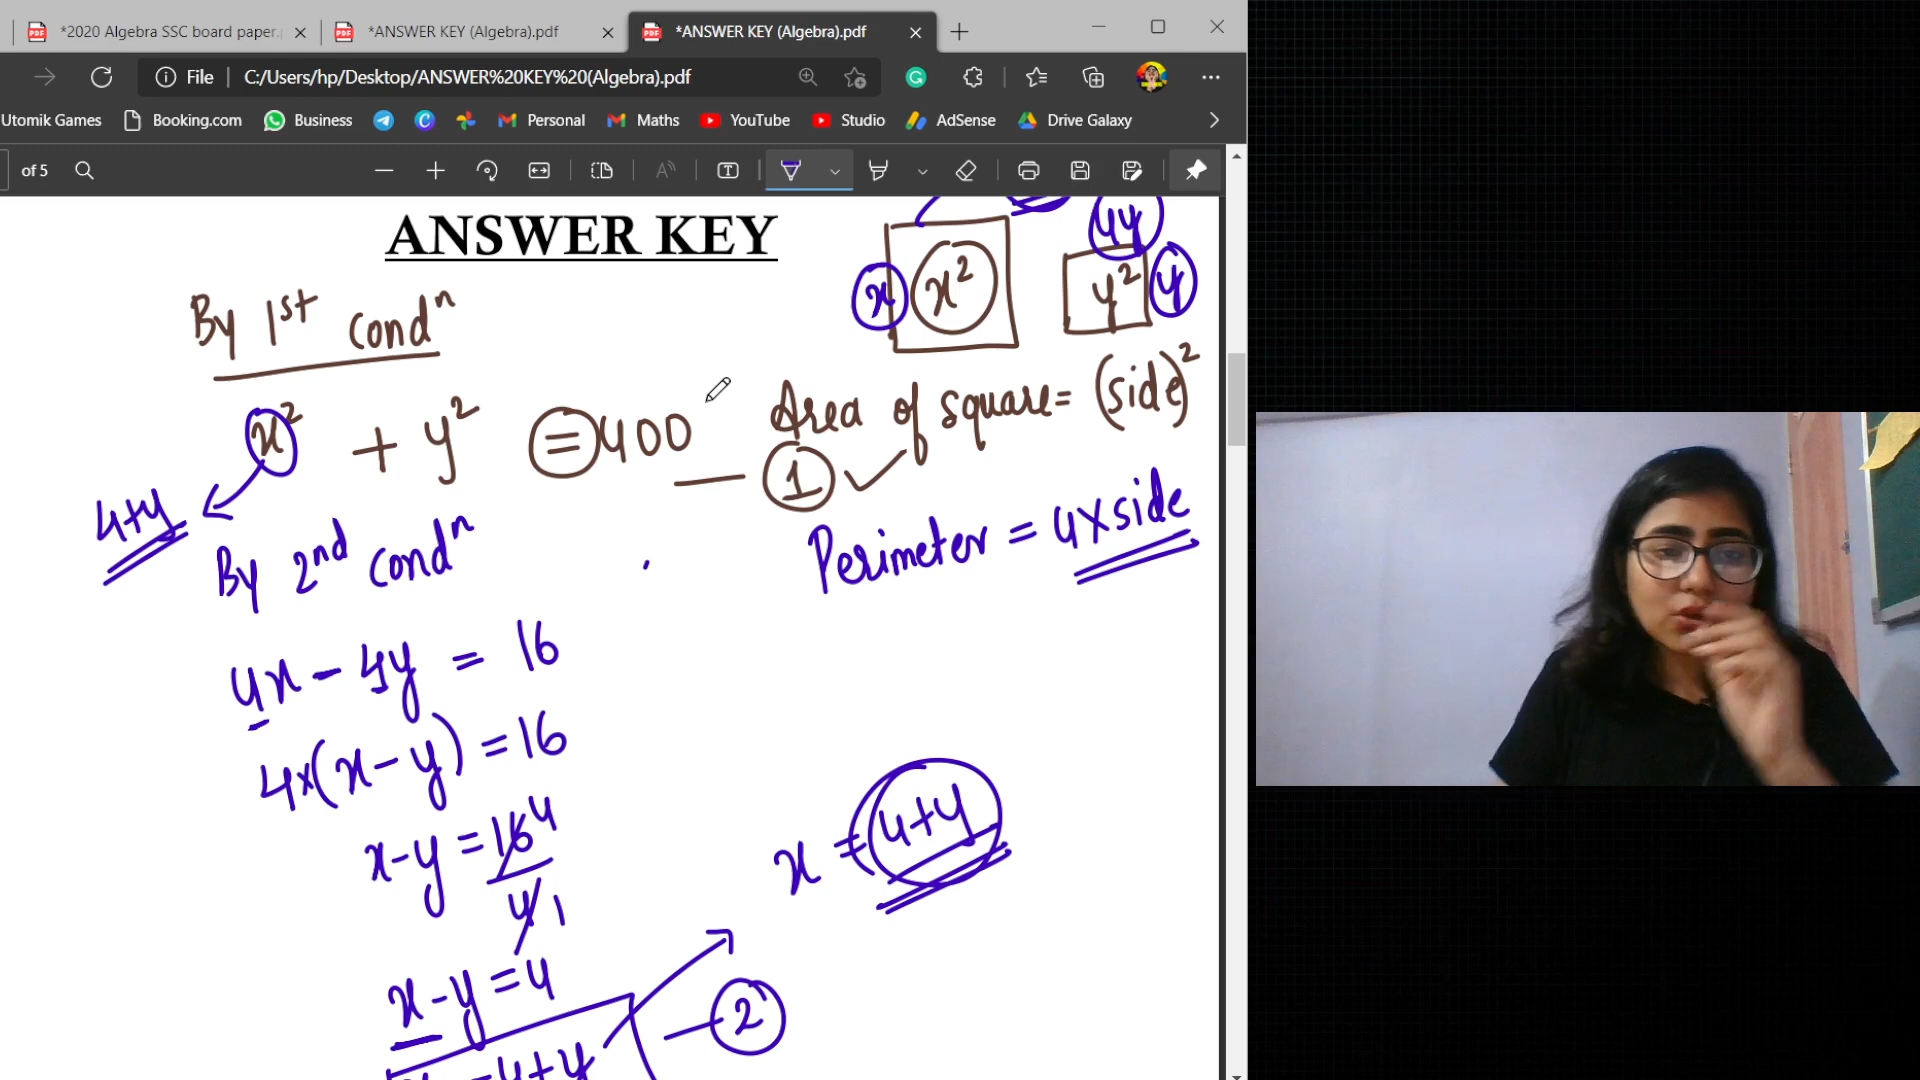 *2020 Algebra SSC board paper.p
*ANSWER KEY (Algebra).pdf
*ANSWER KEY (Algebra).pdf
File | C:/Users/hp/Desktop/ANSWER%20KEY%20(Algebra).pdf
Utomik Games Booking.com Business Personal Maths YouTube Studio AdSense Drive Galaxy
of 5
ANSWER KEY
4y
x x² y² y
By 1st condⁿ
x² + y² = 400 — 1
Area of square = (side)²
4+y
Perimeter = 4×side
By 2nd condⁿ
4x - 4y = 16
4×(x-y) = 16
x-y = 16 4
4 1
x = 4+y
x-y = 4
— 2
= 4+y